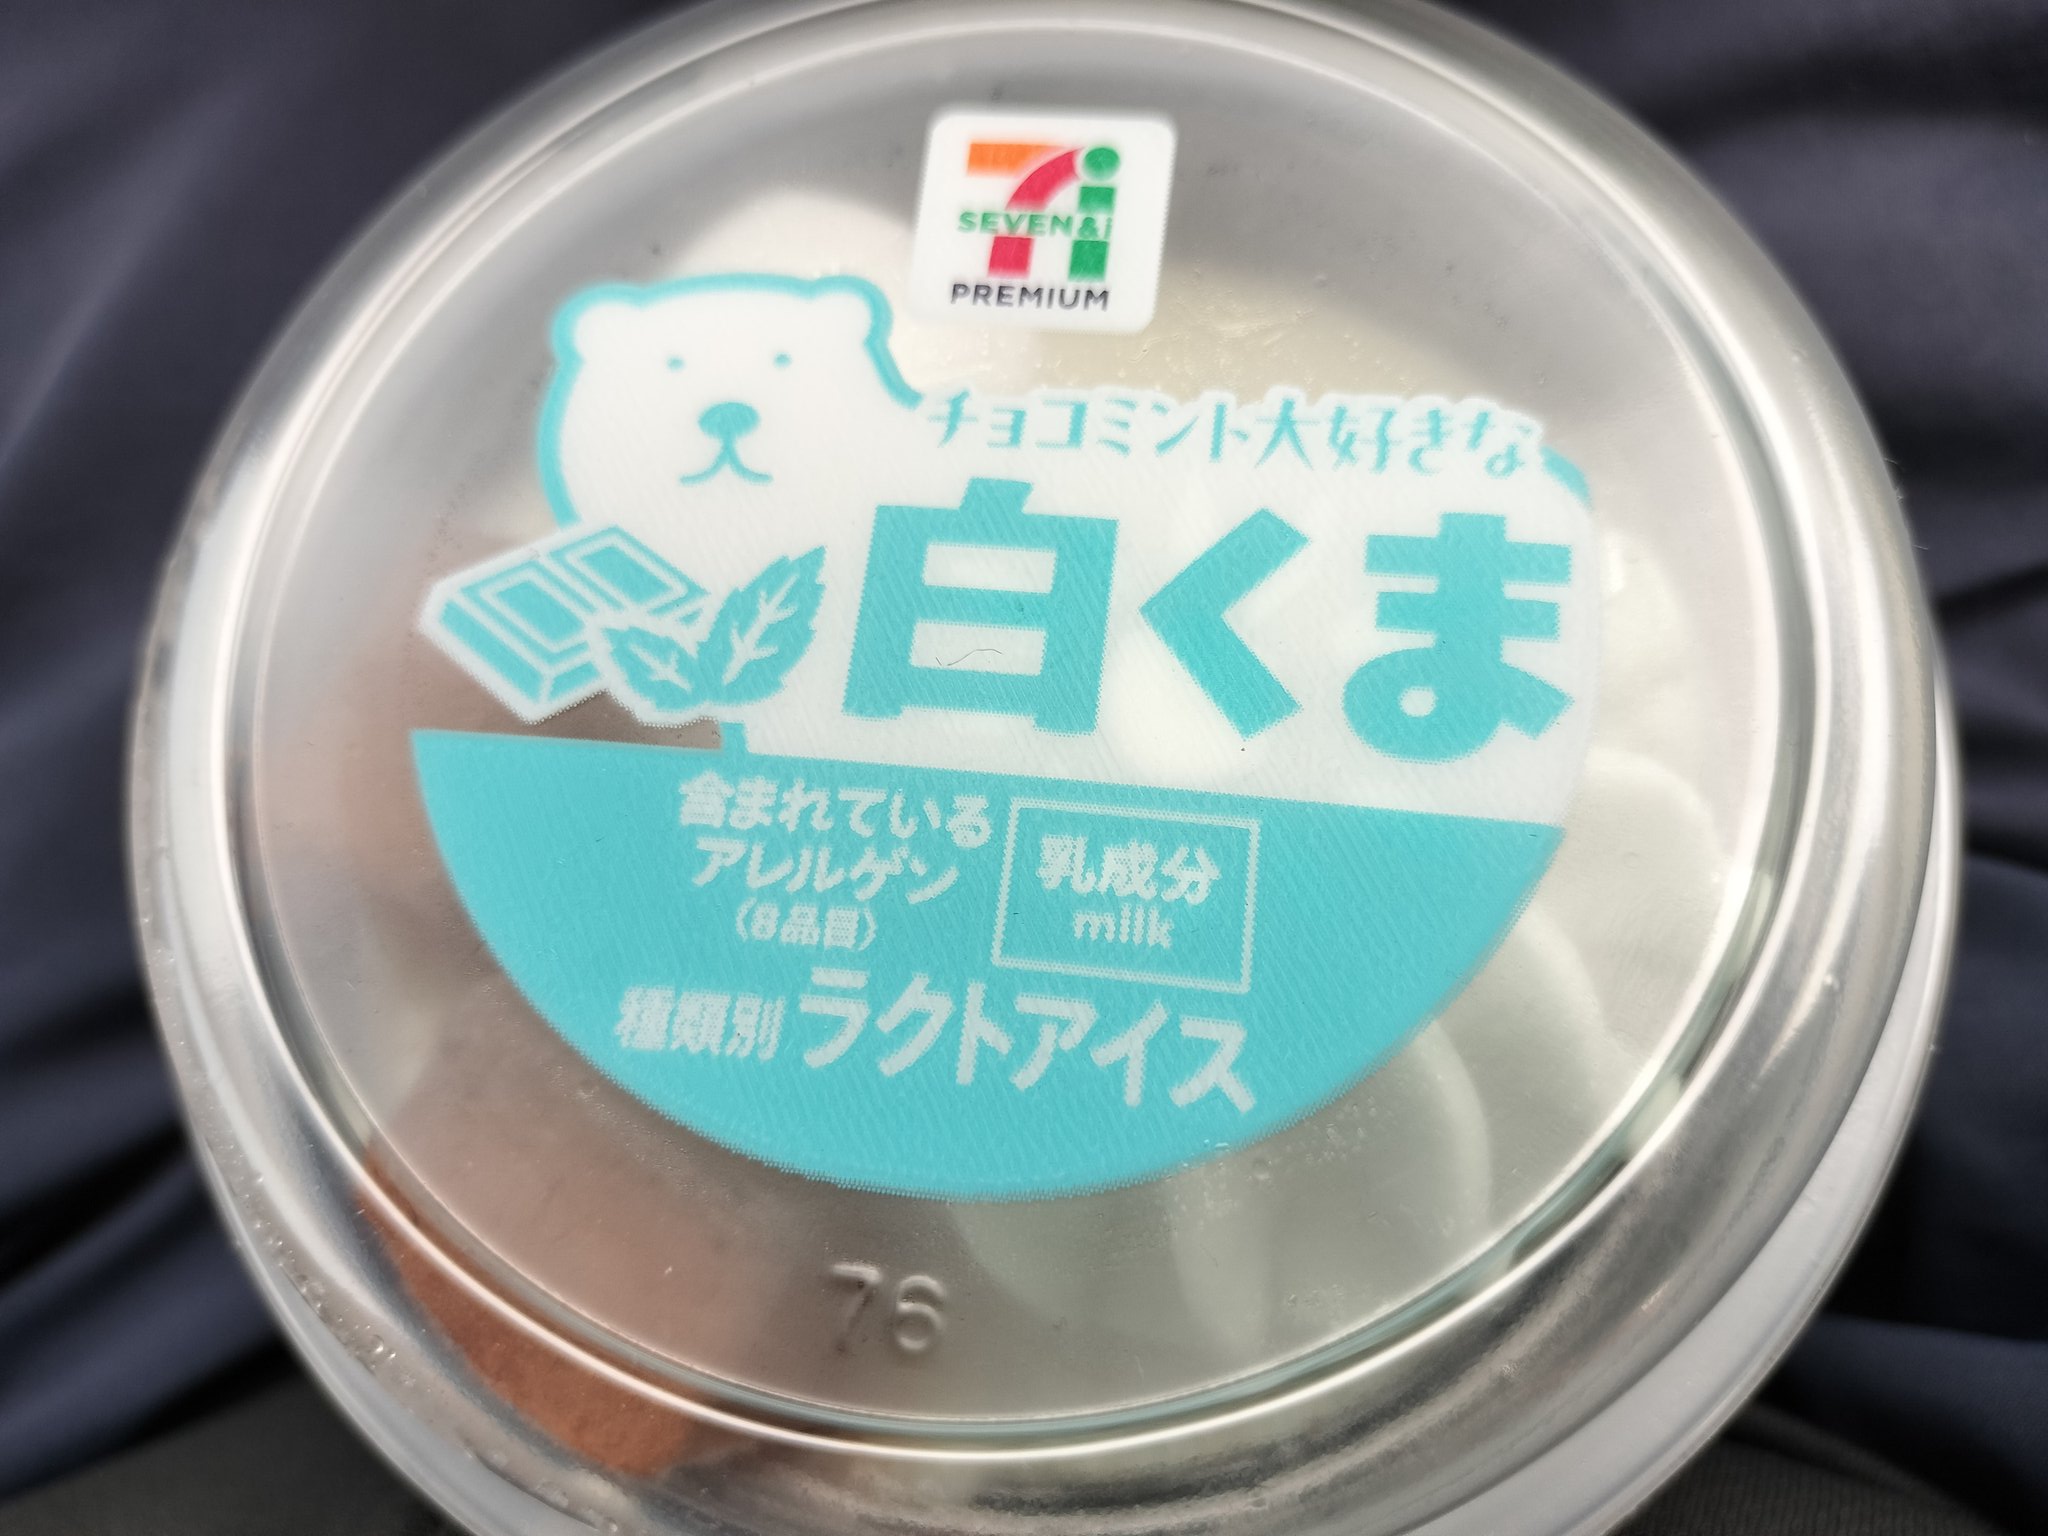 SEVEN&i
PREMIUM
チョコミント大好きな
白くま
含まれている
アレルゲン
(8品目)
乳成分
milk
種類別 ラクトアイス
76